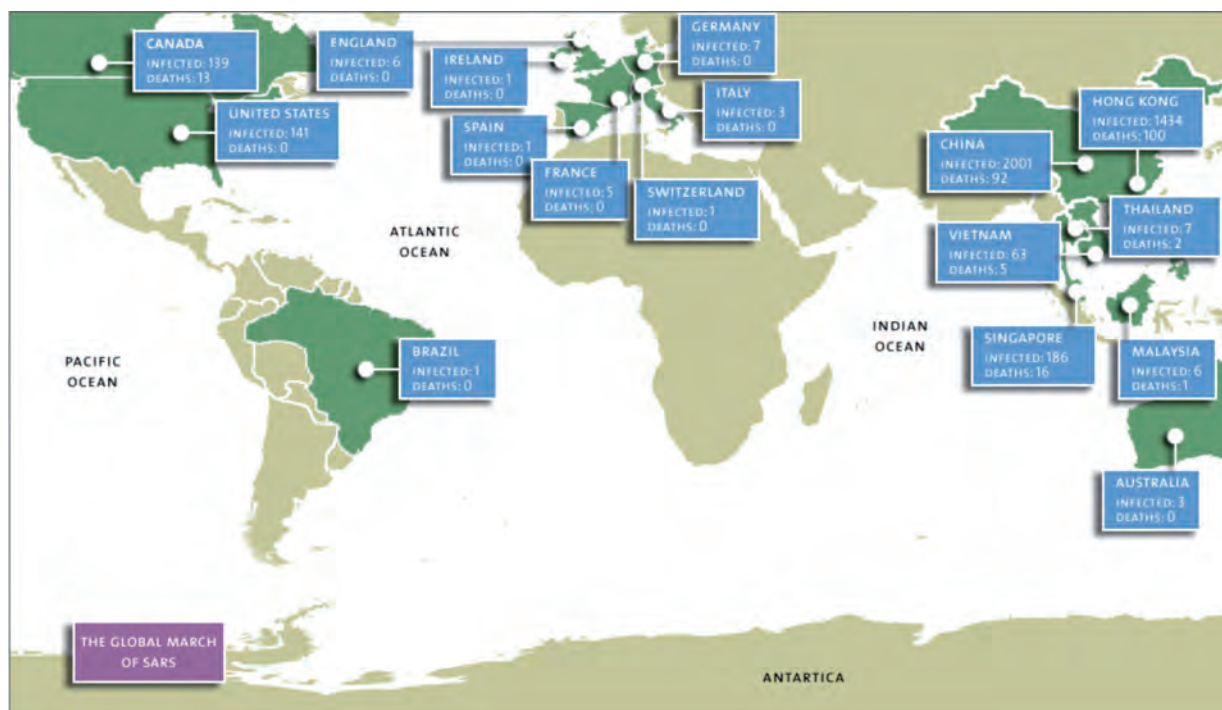 CANADA
INFECTED: 139
DEATHS: 13
ENGLAND
INFECTED: 6
DEATHS: 0
IRELAND
INFECTED: 1
DEATHS: 0
GERMANY
INFECTED: 7
DEATHS: 0
UNITED STATES
INFECTED: 141
DEATHS: 0
SPAIN
INFECTED: 1
DEATHS: 0
ITALY
INFECTED: 3
DEATHS: 0
FRANCE
INFECTED: 5
DEATHS: 0
SWITZERLAND
INFECTED: 1
DEATHS: 0
HONG KONG
INFECTED: 1434
DEATHS: 100
CHINA
INFECTED: 2001
DEATHS: 92
THAILAND
INFECTED: 7
DEATHS: 2
VIETNAM
INFECTED: 63
DEATHS: 5
ATLANTIC
OCEAN
INDIAN
OCEAN
PACIFIC
OCEAN
BRAZIL
INFECTED: 1
DEATHS: 0
SINGAPORE
INFECTED: 186
DEATHS: 16
MALAYSIA
INFECTED: 6
DEATHS: 1
AUSTRALIA
INFECTED: 3
DEATHS: 0
THE GLOBAL MARCH
OF SARS
ANTARTICA